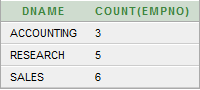 DNAME COUNT(EMPNO)
ACCOUNTING 3
RESEARCH 5
SALES 6